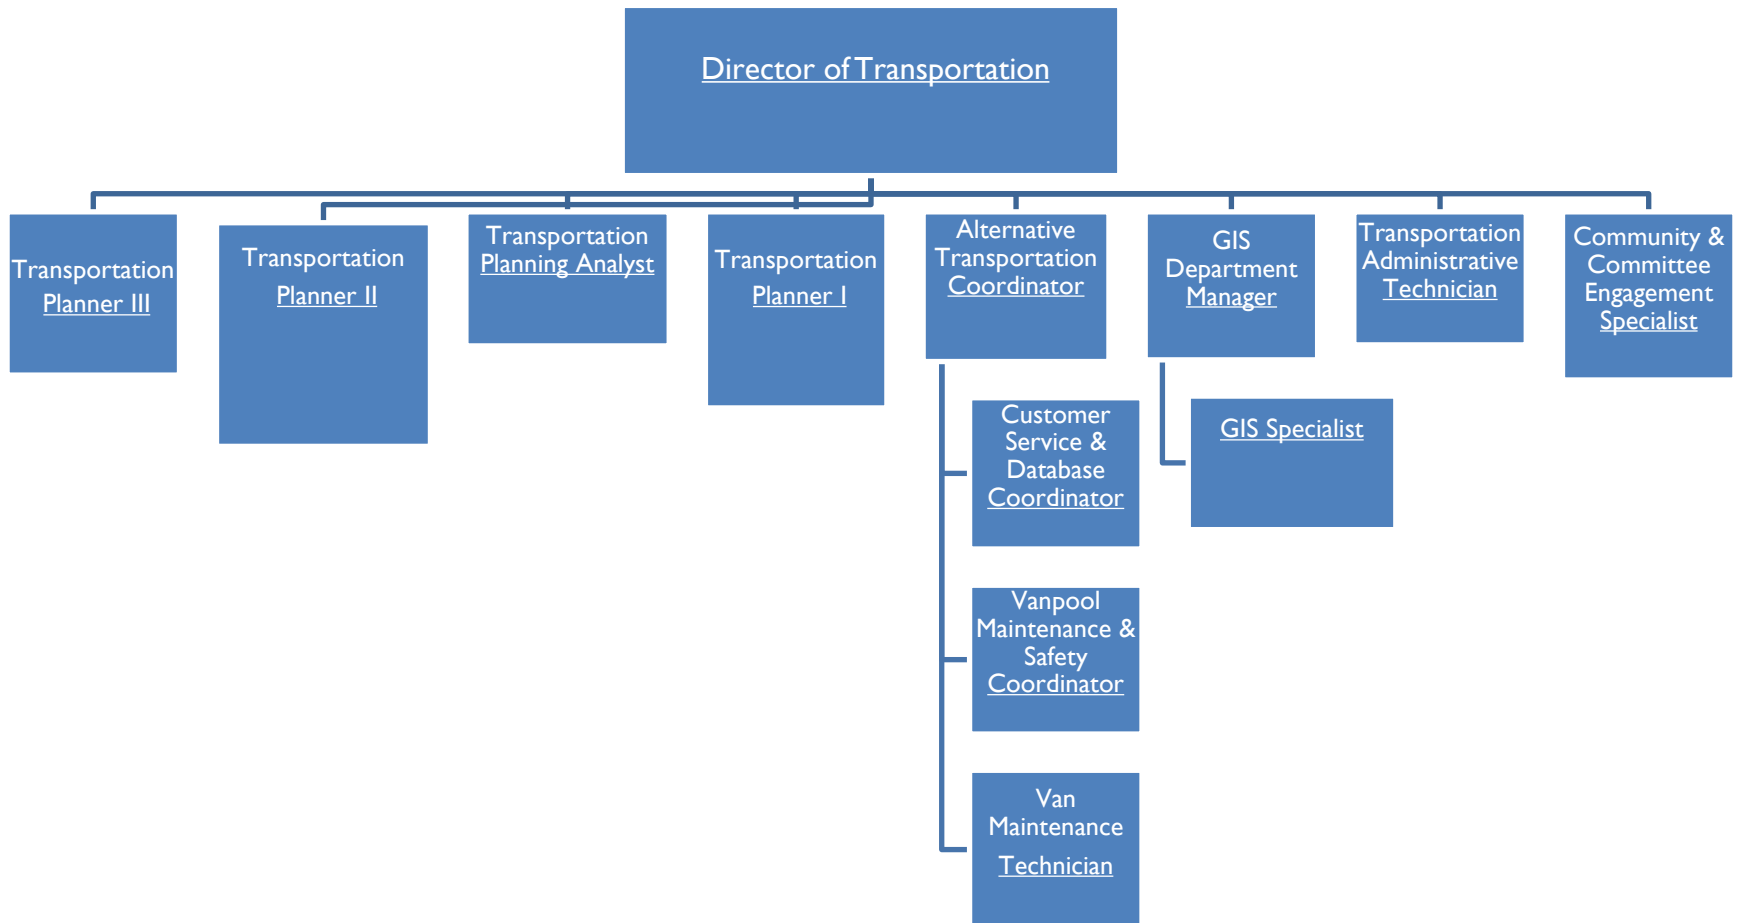 Director of Transportation
Transportation
Planner III
Transportation
Planner II
Transportation
Planning Analyst
Transportation
Planner I
Alternative
Transportation
Coordinator
GIS
Department
Manager
Transportation
Administrative
Technician
Community &
Committee
Engagement
Specialist
Customer
Service &
Database
Coordinator
GIS Specialist
Vanpool
Maintenance &
Safety
Coordinator
Van
Maintenance
Technician